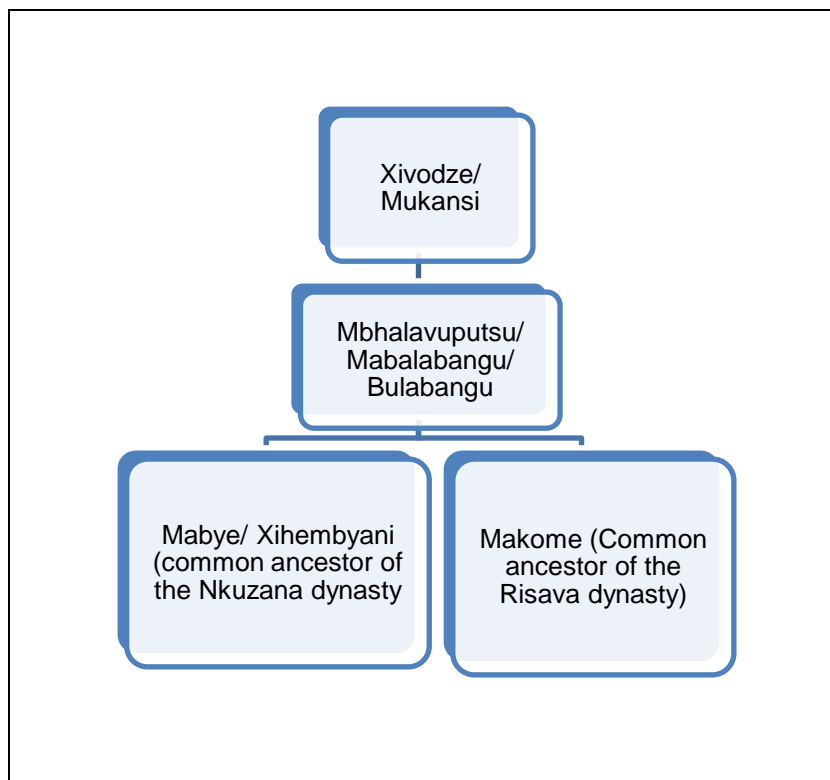 Xivodze/
Mukansi
Mbhalavuputsu/
Mabalabangu/
Bulabangu
Mabye/ Xihembyani
(common ancestor of
the Nkuzana dynasty
Makome (Common
ancestor of the
Risava dynasty)